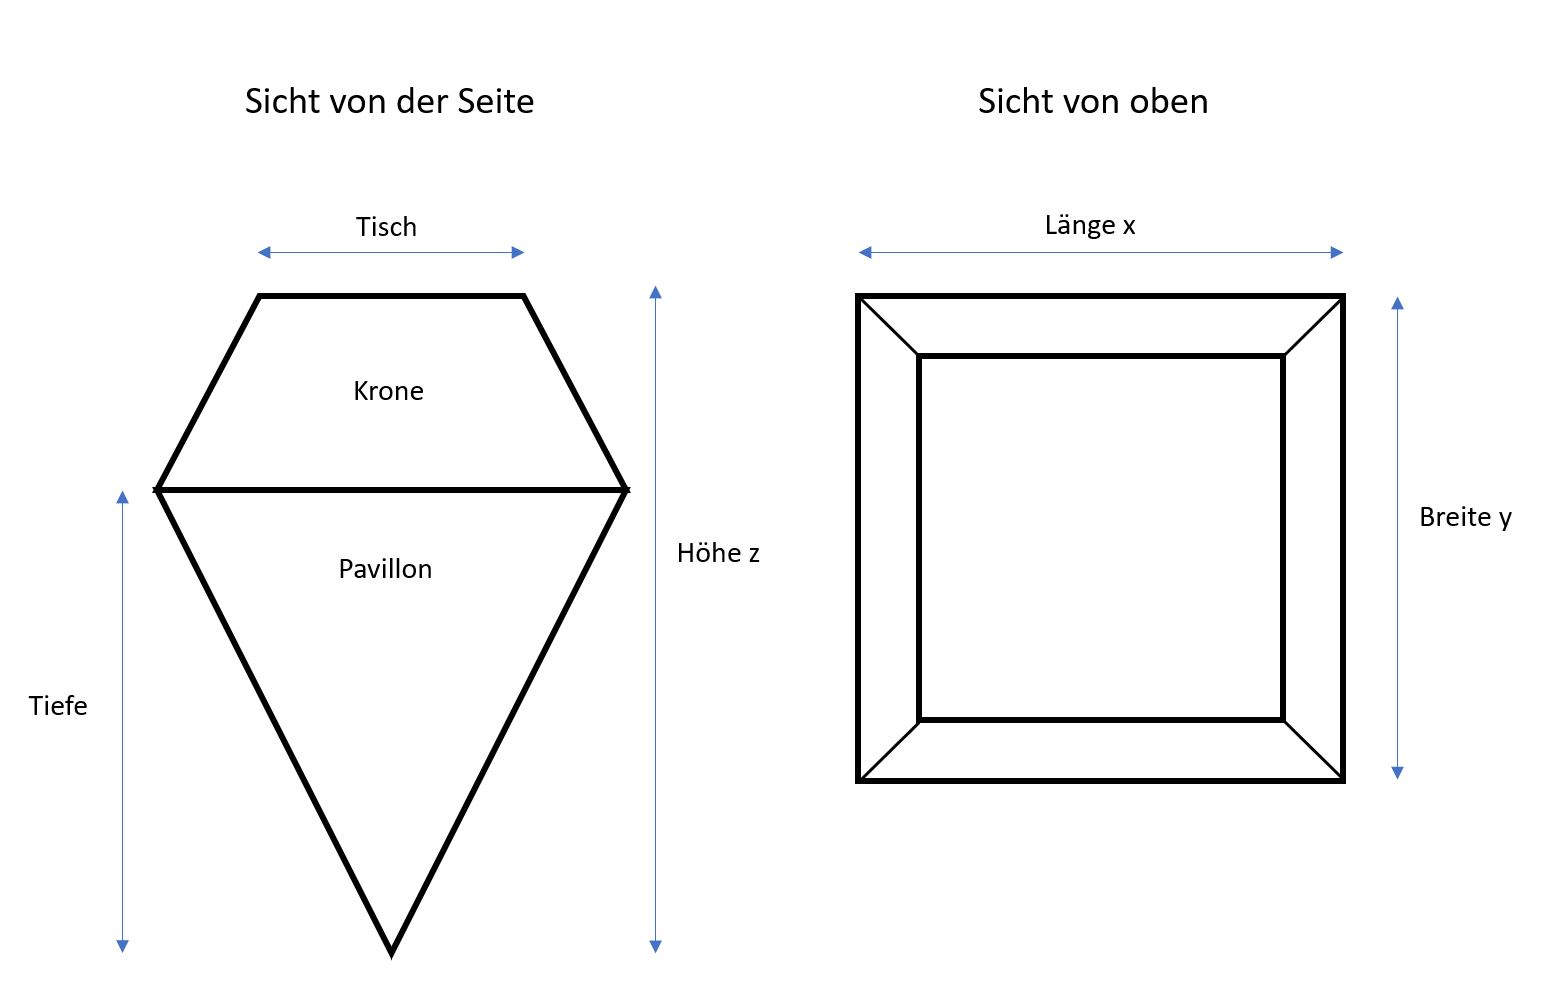 Sicht von der Seite
Sicht von oben
Tisch
Länge x
Krone
Breite y
Höhe z
Pavillon
Tiefe